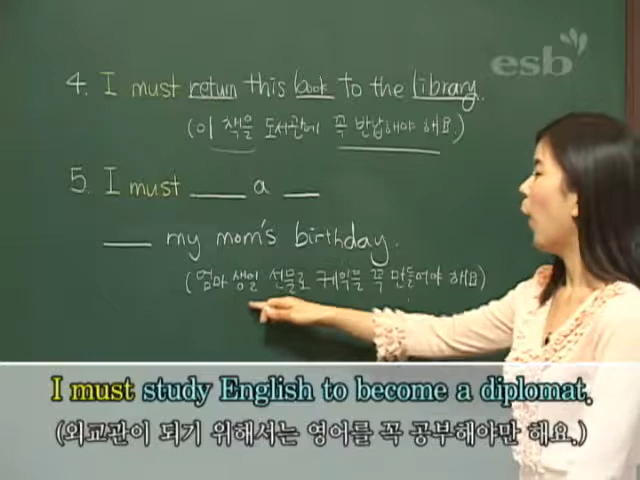 esb
4. I must return this book to the library.
(이 책을 도서관에 꼭 반납해야 해요.)
5. I must ____ a ____
____ my mom's birthday.
(엄마 생일 선물로 케익을 꼭 만들어야 해요)
I must study English to become a diplomat.
(외교관이 되기 위해서는 영어를 꼭 공부해야만 해요.)